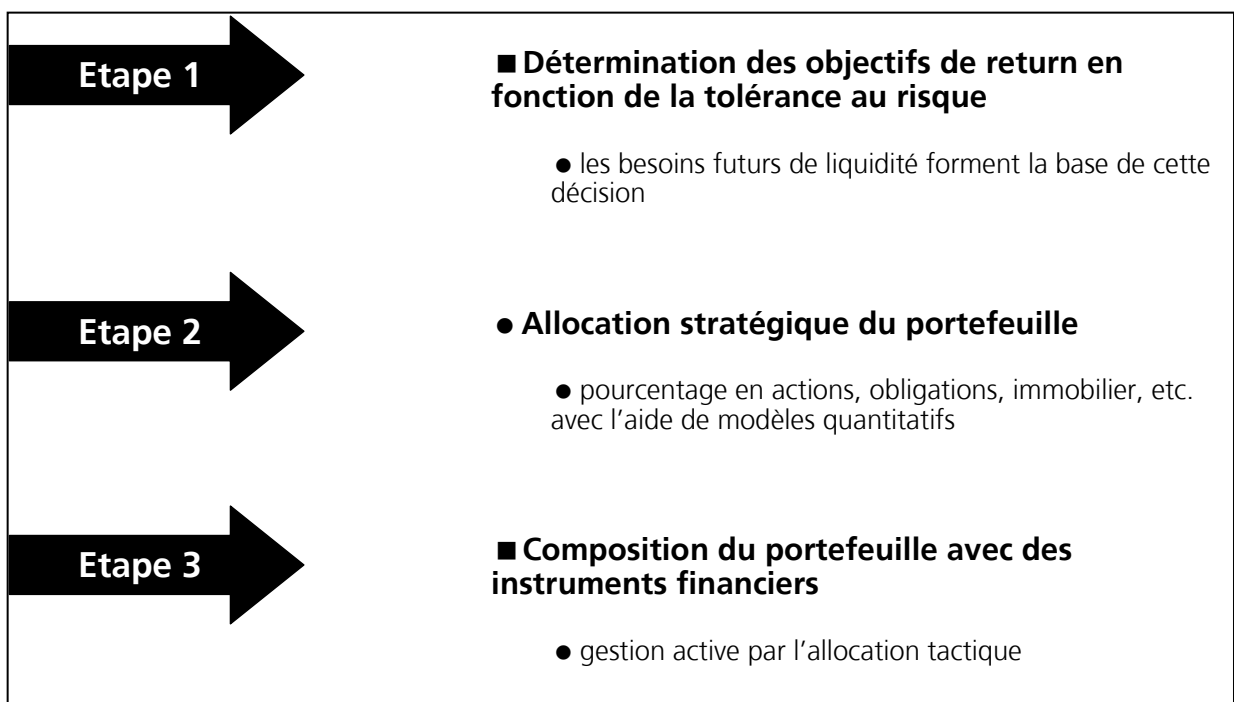 Etape 1
■ Détermination des objectifs de return en
fonction de la tolérance au risque
● les besoins futurs de liquidité forment la base de cette
décision
Etape 2
● Allocation stratégique du portefeuille
● pourcentage en actions, obligations, immobilier, etc.
avec l'aide de modèles quantitatifs
Etape 3
■ Composition du portefeuille avec des
instruments financiers
● gestion active par l'allocation tactique